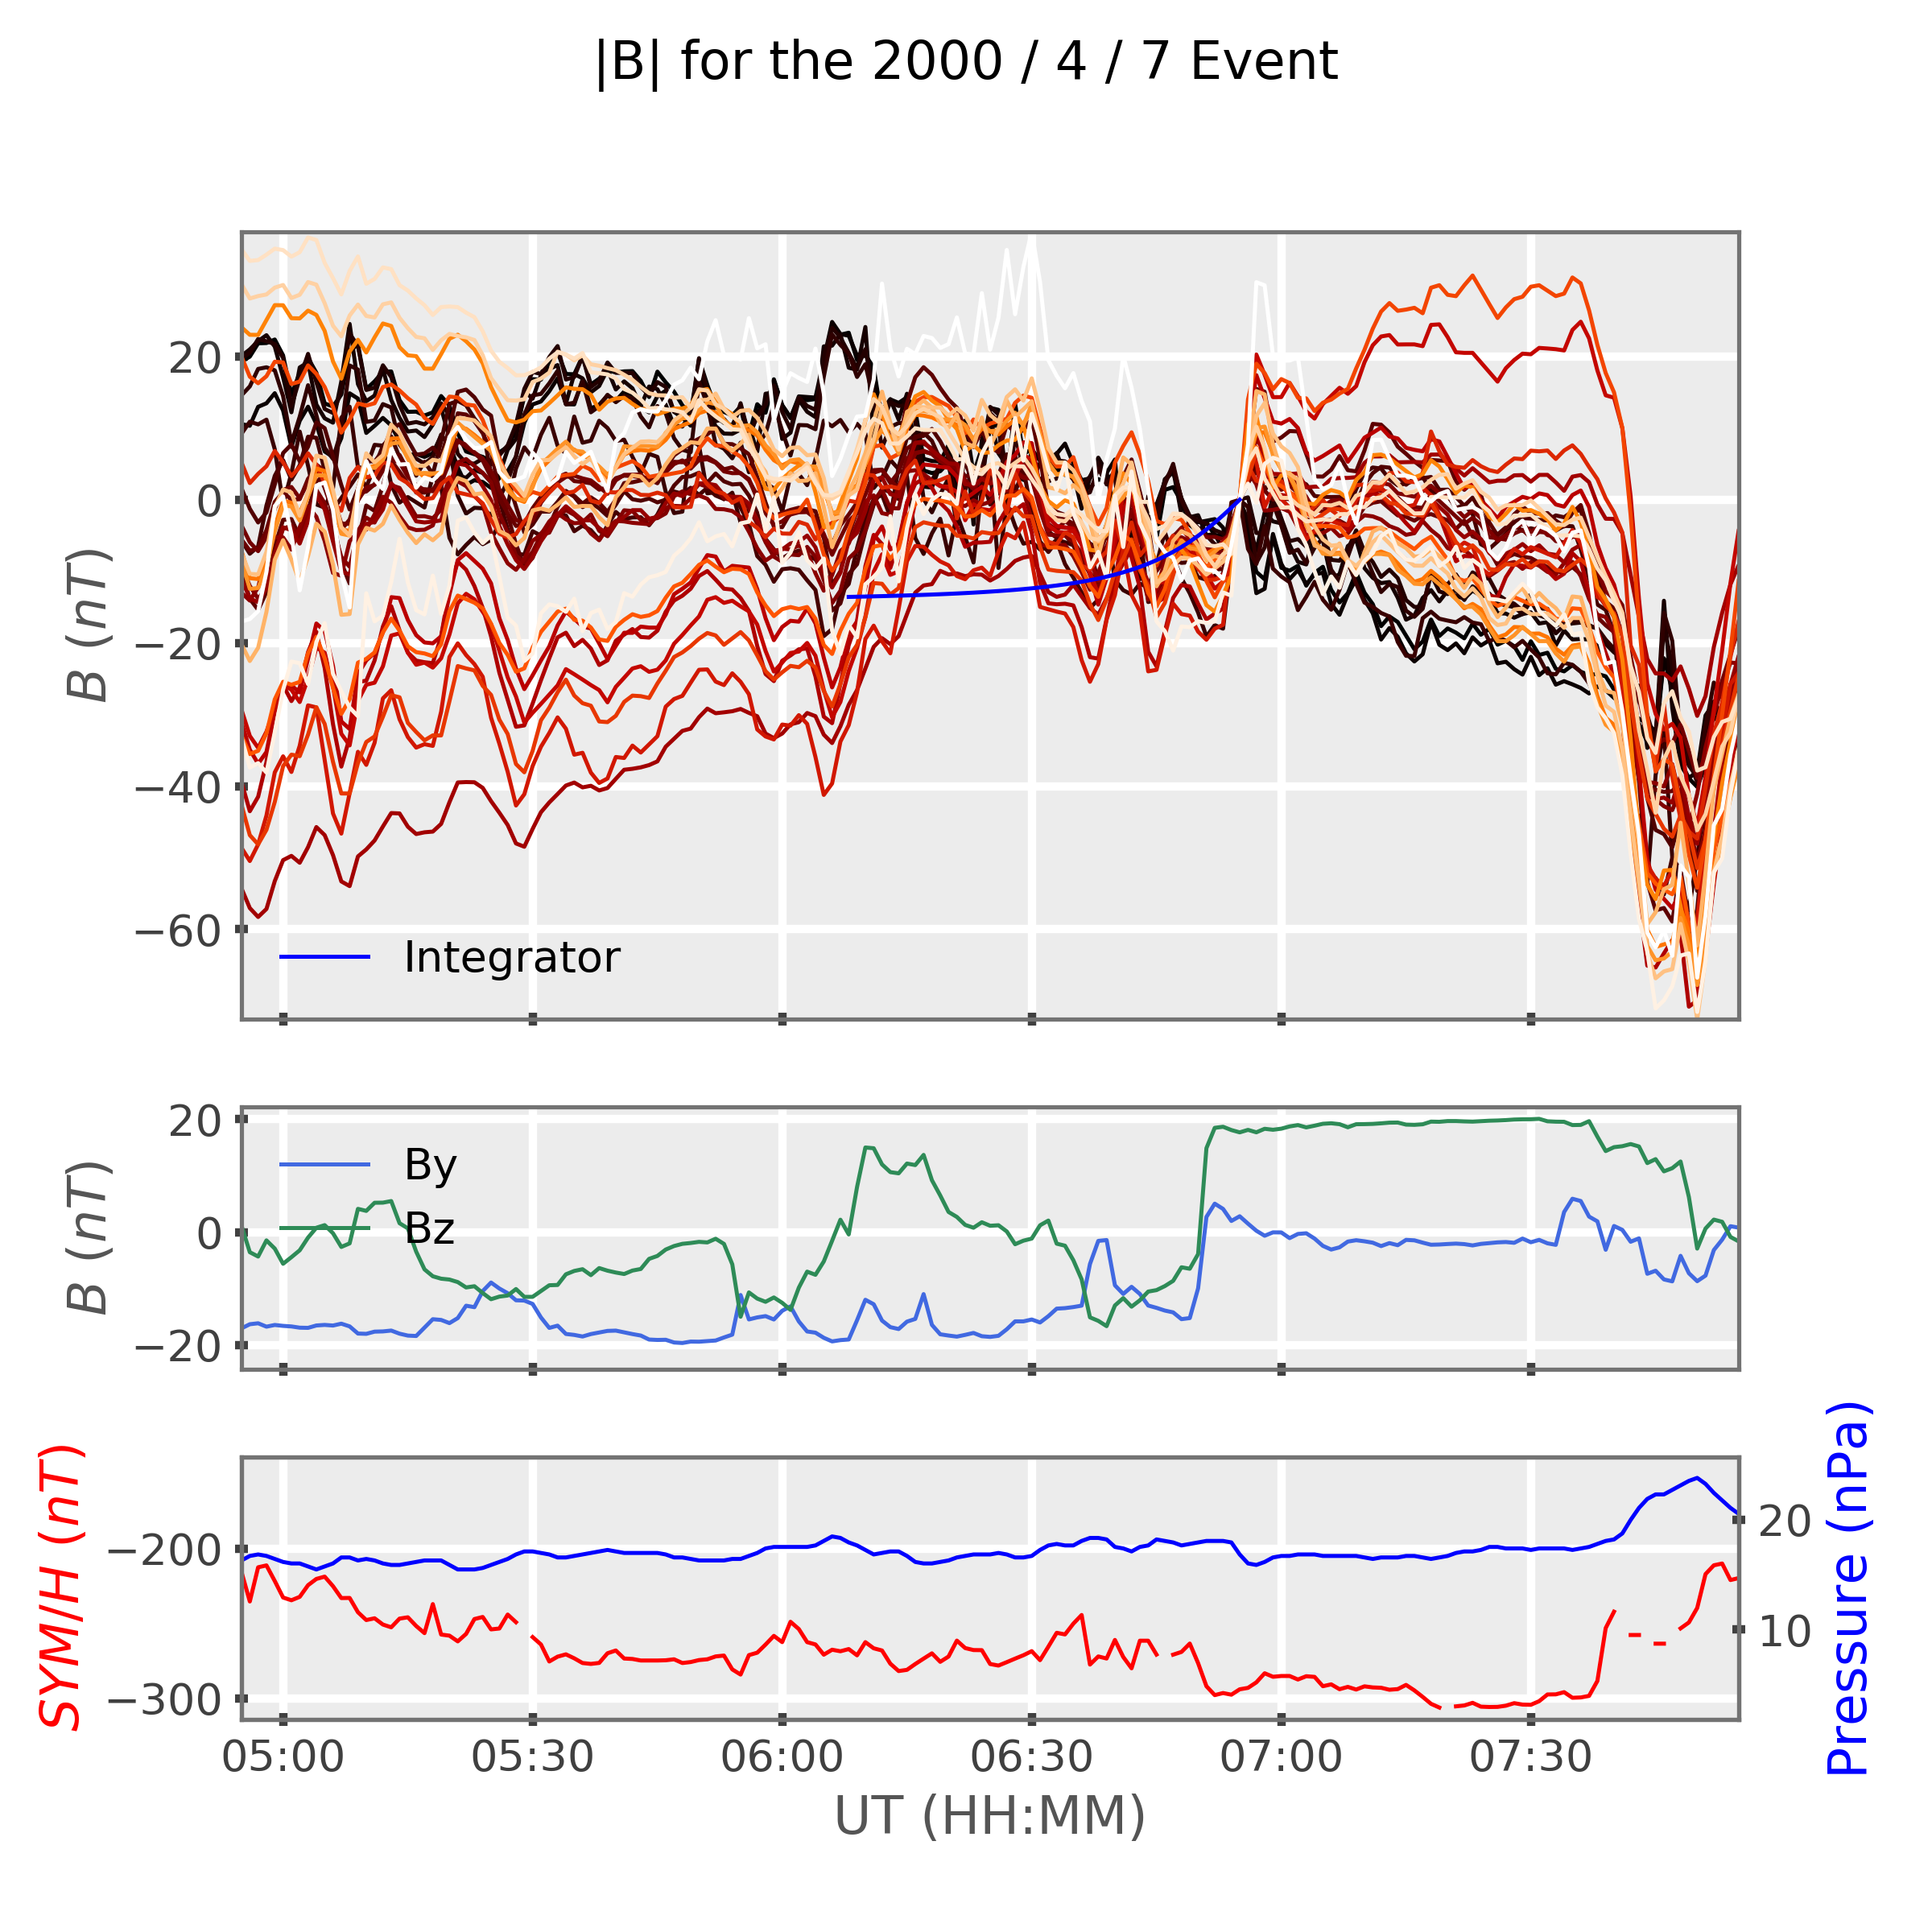 |B| for the 2000 / 4 / 7 Event
B (nT)
20
0
−20
−40
−60
Integrator
B (nT)
20
0
−20
By
Bz
SYM/H (nT)
−200
−300
20
10
Pressure (nPa)
05:00 05:30 06:00 06:30 07:00 07:30
UT (HH:MM)